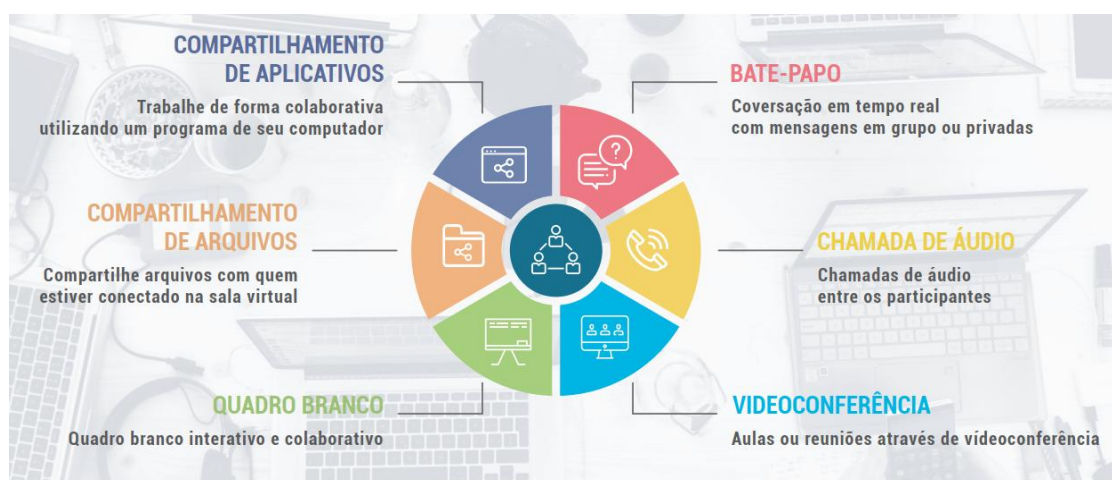 COMPARTILHAMENTO
DE APLICATIVOS
Trabalhe de forma colaborativa
utilizando um programa de seu computador
BATE-PAPO
Coversação em tempo real
com mensagens em grupo ou privadas
COMPARTILHAMENTO
DE ARQUIVOS
Compartilhe arquivos com quem
estiver conectado na sala virtual
CHAMADA DE ÁUDIO
Chamadas de áudio
entre os participantes
QUADRO BRANCO
Quadro branco interativo e colaborativo
VIDEOCONFERÊNCIA
Aulas ou reuniões através de vídeoconferência